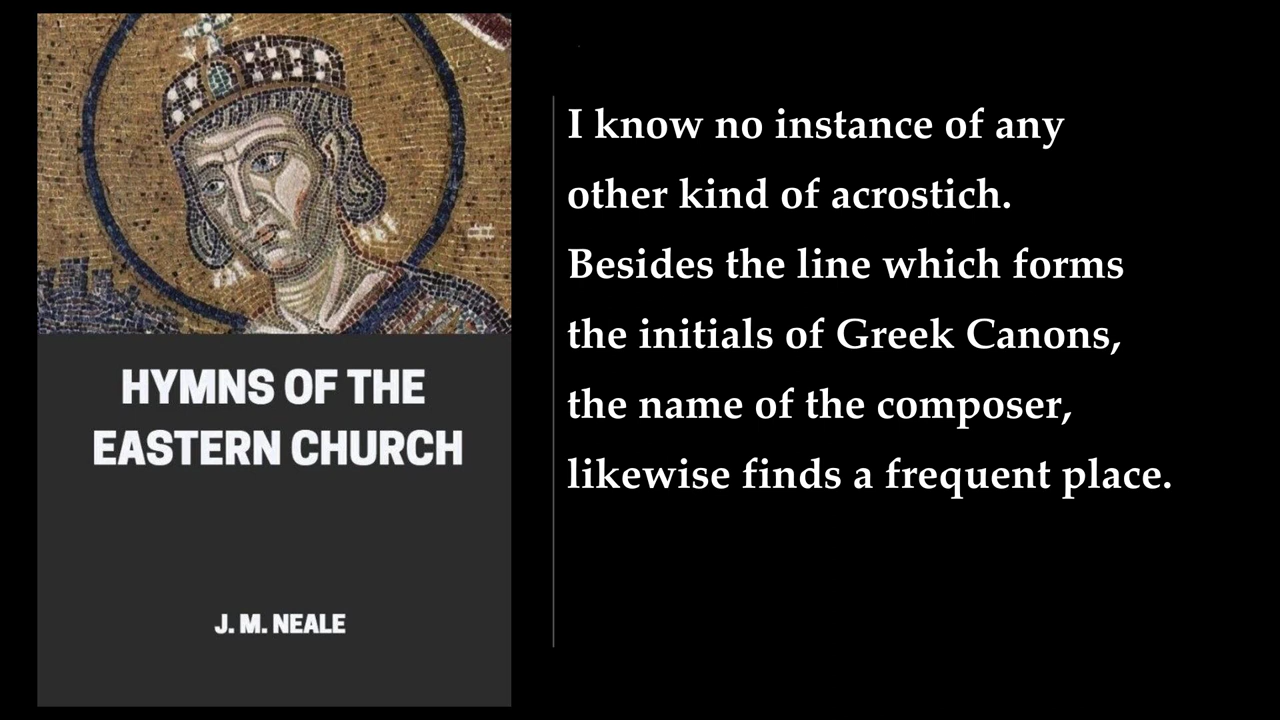 HYMNS OF THE
EASTERN CHURCH
J. M. NEALE
I know no instance of any
other kind of acrostich.
Besides the line which forms
the initials of Greek Canons,
the name of the composer,
likewise finds a frequent place.